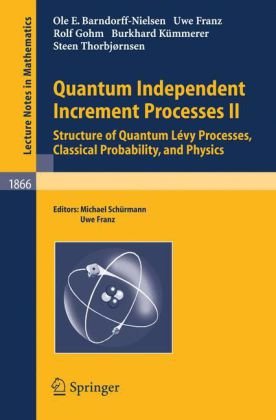 Ole E. Barndorff-Nielsen Uwe Franz
Rolf Gohm Burkhard Kümmerer
Steen Thorbjørnsen
Lecture Notes in Mathematics
Quantum Independent
Increment Processes II
Structure of Quantum Lévy Processes,
Classical Probability, and Physics
1866
Editors: Michael Schürmann
Uwe Franz
Springer